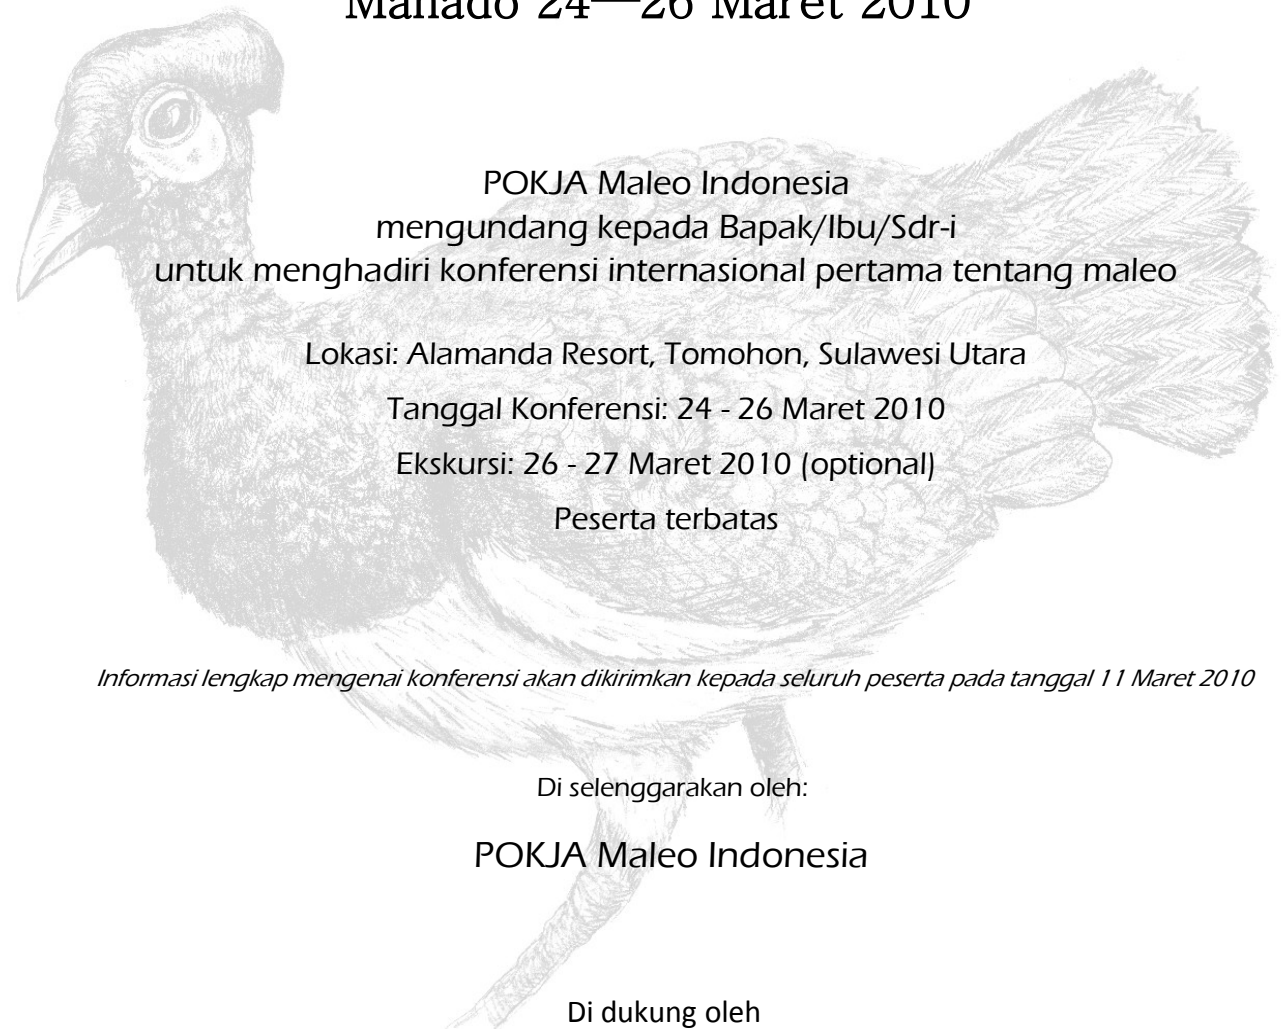 Manado 24—26 Maret 2010
POKJA Maleo Indonesia
mengundang kepada Bapak/Ibu/Sdr-i
untuk menghadiri konferensi internasional pertama tentang maleo
Lokasi: Alamanda Resort, Tomohon, Sulawesi Utara
Tanggal Konferensi: 24 - 26 Maret 2010
Ekskursi: 26 - 27 Maret 2010 (optional)
Peserta terbatas
Informasi lengkap mengenai konferensi akan dikirimkan kepada seluruh peserta pada tanggal 11 Maret 2010
Di selenggarakan oleh:
POKJA Maleo Indonesia
Di dukung oleh